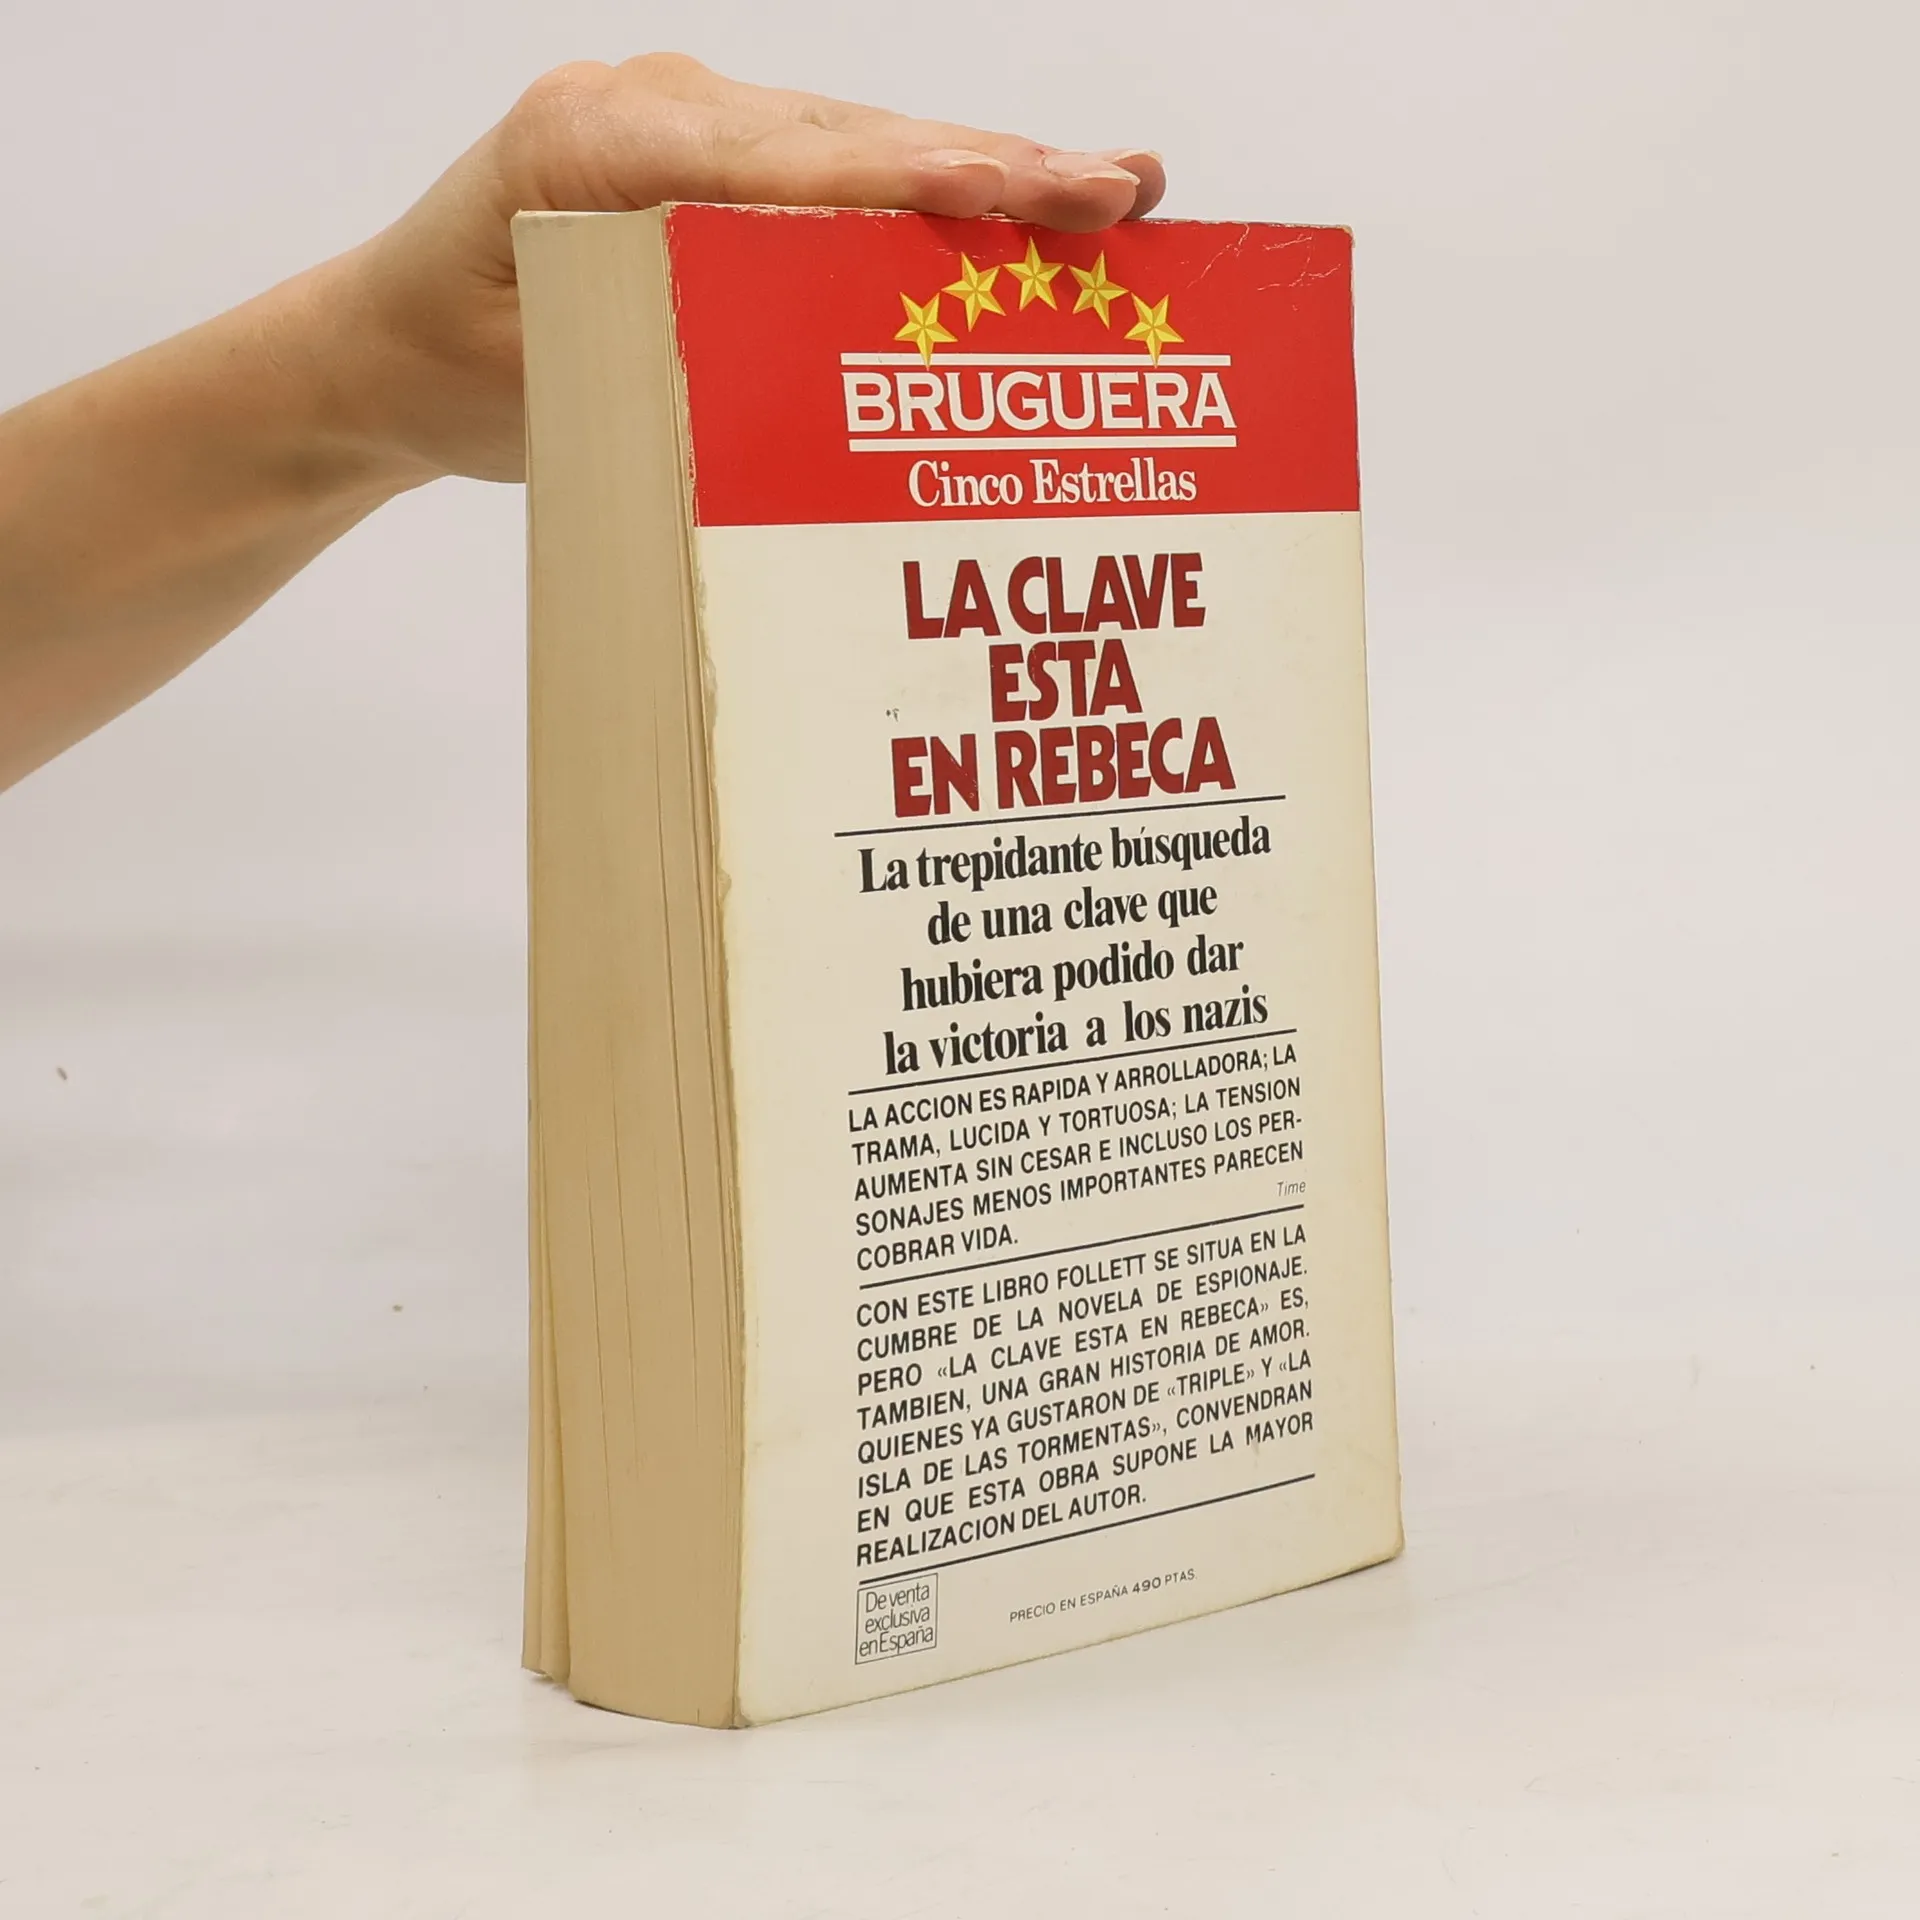 BRUGUERA
Cinco Estrellas
LA CLAVE
ESTA
EN REBECA
La trepidante búsqueda
de una clave que
hubiera podido dar
la victoria a los nazis
LA ACCION ES RAPIDA Y ARROLLADORA; LA
TRAMA, LUCIDA Y TORTUOSA; LA TENSION
AUMENTA SIN CESAR E INCLUSO LOS PER-
SONAJES MENOS IMPORTANTES PARECEN
COBRAR VIDA.
Time
CON ESTE LIBRO FOLLETT SE SITUA EN LA
CUMBRE DE LA NOVELA DE ESPIONAJE.
PERO «LA CLAVE ESTA EN REBECA» ES,
TAMBIEN, UNA GRAN HISTORIA DE AMOR.
QUIENES YA GUSTARON DE «TRIPLE» Y «LA
ISLA DE LAS TORMENTAS», CONVENDRAN
EN QUE ESTA OBRA SUPONE LA MAYOR
REALIZACION DEL AUTOR.
De venta
exclusiva
en España
PRECIO EN ESPAÑA 490 PTAS.